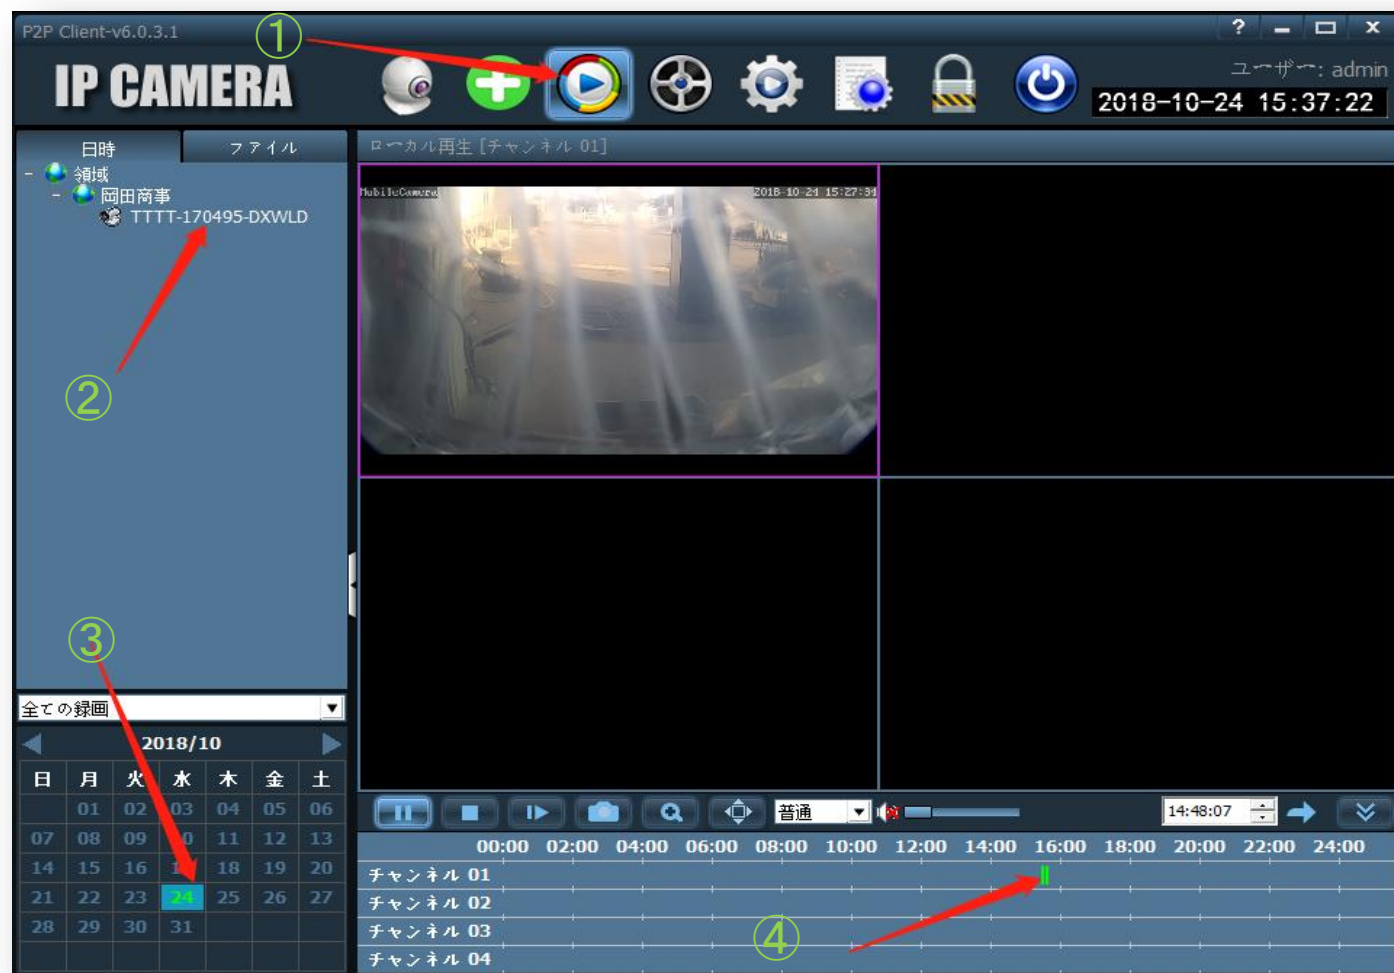 P2P Client-v6.0.3.1
①
IP CAMERA
ユーザー: admin
2018-10-24 15:37:22
日時
ファイル
領域
岡田商事
TTTT-170495-DXWLD
②
③
ローカル再生 [チャンネル 01]
MobileCamera
2018-10-24 15:27:34
全ての録画
2018/10
日 月 火 水 木 金 土
01 02 03 04 05 06
07 08 09 10 11 12 13
14 15 16 17 18 19 20
21 22 23 24 25 26 27
28 29 30 31
普通
14:48:07
00:00 02:00 04:00 06:00 08:00 10:00 12:00 14:00 16:00 18:00 20:00 22:00 24:00
チャンネル 01
チャンネル 02
チャンネル 03
④
チャンネル 04